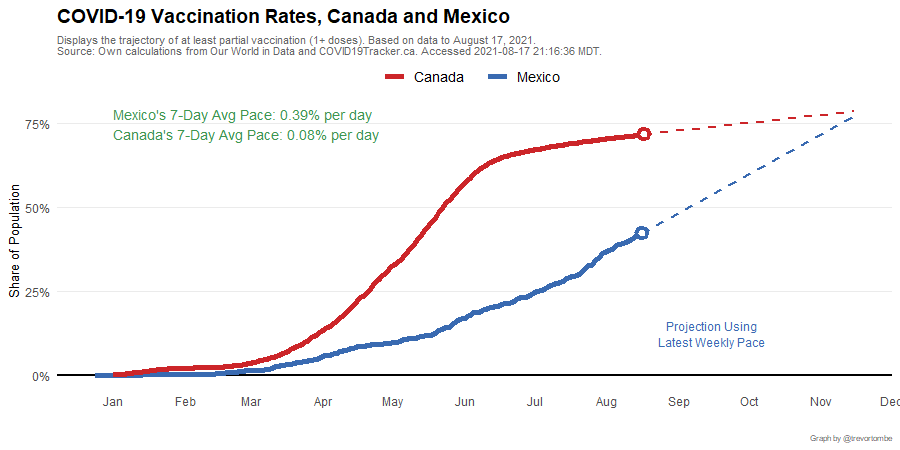 COVID-19 Vaccination Rates, Canada and Mexico
Displays the trajectory of at least partial vaccination (1+ doses). Based on data to August 17, 2021.
Source: Own calculations from Our World in Data and COVID19Tracker.ca. Accessed 2021-08-17 21:16:36 MDT.
Canada Mexico
Mexico's 7-Day Avg Pace: 0.39% per day
Canada's 7-Day Avg Pace: 0.08% per day
75%
50%
25%
0%
Share of Population
Projection Using
Latest Weekly Pace
Jan Feb Mar Apr May Jun Jul Aug Sep Oct Nov Dec
Graph by @trevortombe